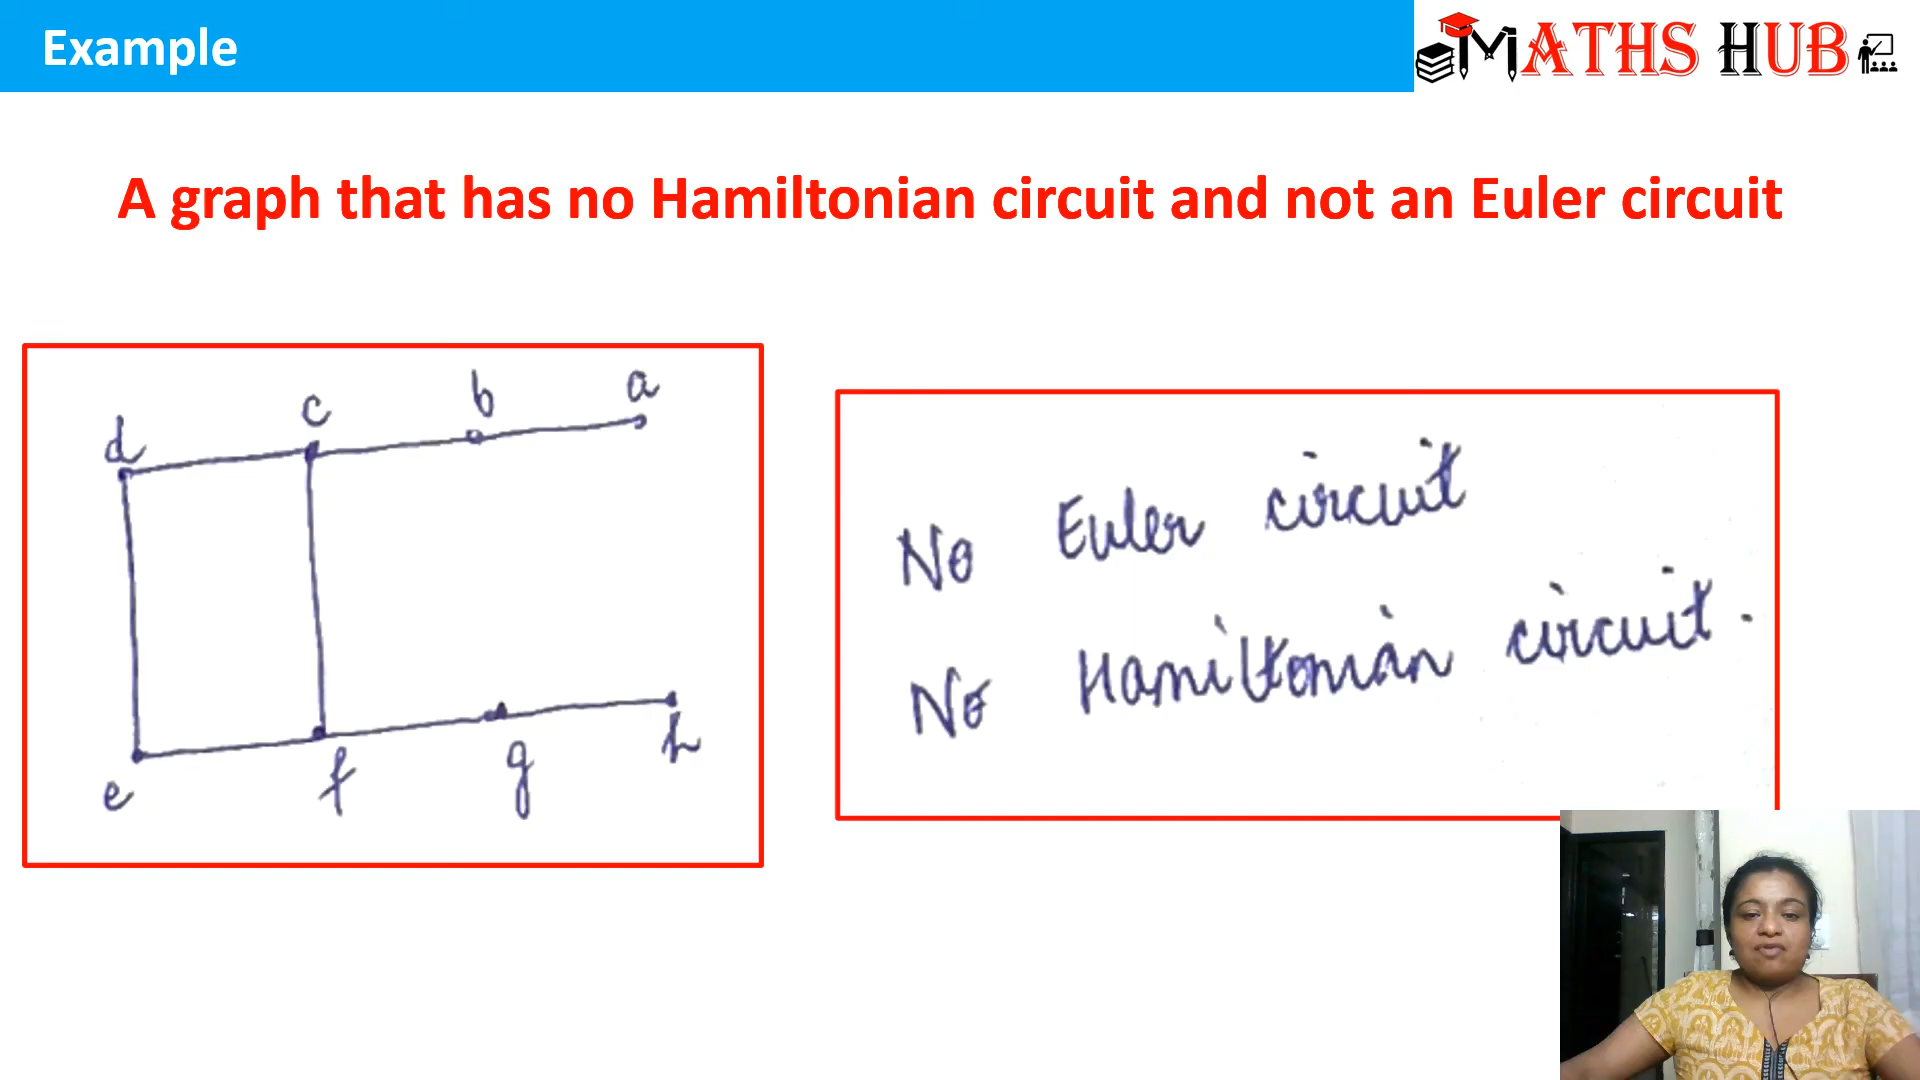 Example
MATHS HUB
A graph that has no Hamiltonian circuit and not an Euler circuit
d c b a
e f g h
No Euler circuit
No Hamiltonian circuit.